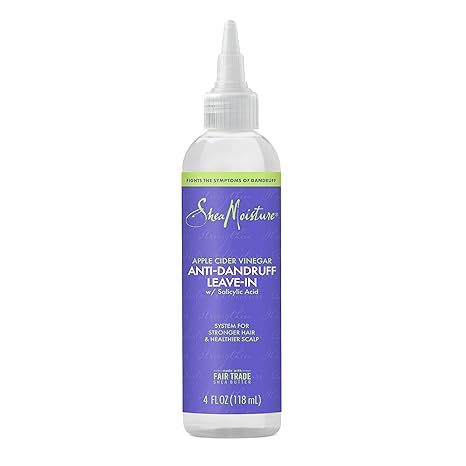 FIGHTS THE SYMPTOMS OF DANDRUFF
SheaMoisture®
APPLE CIDER VINEGAR
ANTI-DANDRUFF
LEAVE-IN
w/ Salicylic Acid
SYSTEM FOR
STRONGER HAIR
& HEALTHIER SCALP
made with
FAIR TRADE
SHEA BUTTER
4 FL OZ (118 mL)